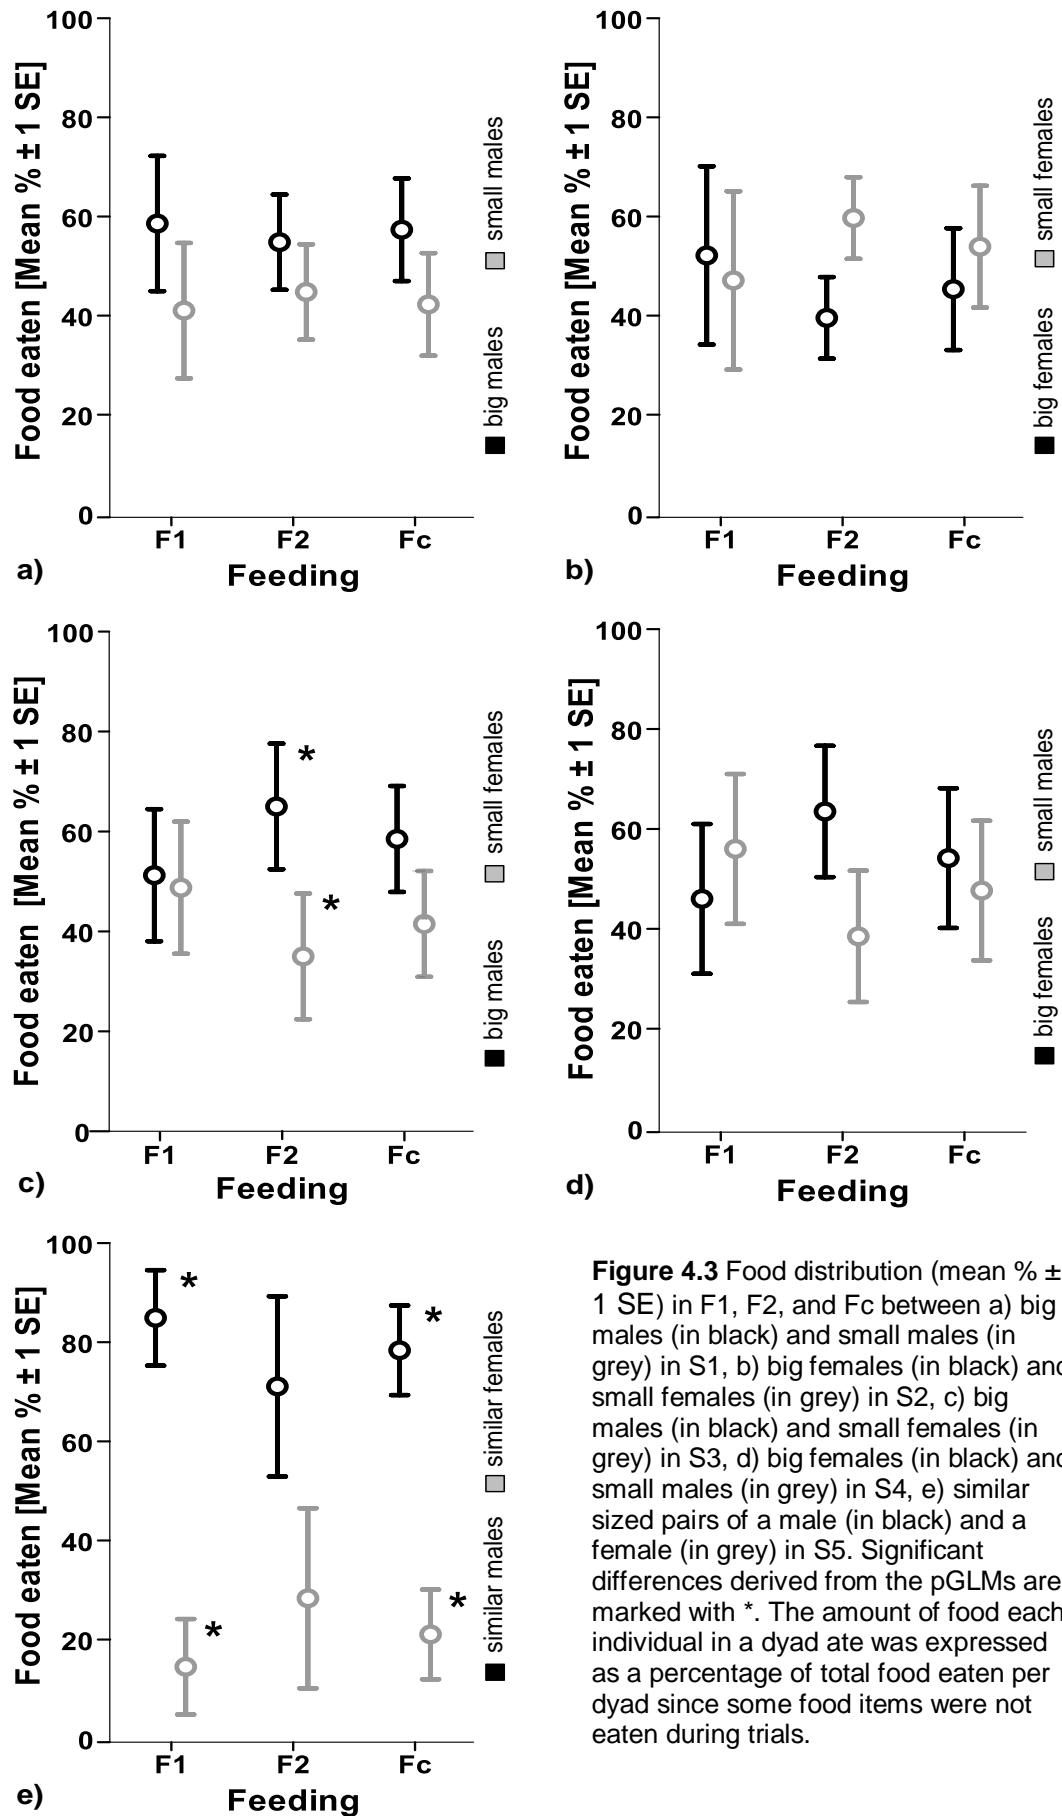 100
80
60
40
20
0
Food eaten [Mean % ± 1 SE]
F1 F2 Fc
Feeding
a)
big males small males
100
80
60
40
20
0
Food eaten [Mean % ± 1 SE]
F1 F2 Fc
Feeding
b)
big females small females
100
80
60
40
20
0
Food eaten [Mean % ± 1 SE]
* *
F1 F2 Fc
Feeding
c)
big males small females
100
80
60
40
20
0
Food eaten [Mean % ± 1 SE]
F1 F2 Fc
Feeding
d)
big females small males
100
80
60
40
20
0
Food eaten [Mean % ± 1 SE]
* * * *
F1 F2 Fc
Feeding
e)
similar males similar females
Figure 4.3 Food distribution (mean % ±
1 SE) in F1, F2, and Fc between a) big
males (in black) and small males (in
grey) in S1, b) big females (in black) and
small females (in grey) in S2, c) big
males (in black) and small females (in
grey) in S3, d) big females (in black) and
small males (in grey) in S4, e) similar
sized pairs of a male (in black) and a
female (in grey) in S5. Significant
differences derived from the pGLMs are
marked with *. The amount of food each
individual in a dyad ate was expressed
as a percentage of total food eaten per
dyad since some food items were not
eaten during trials.